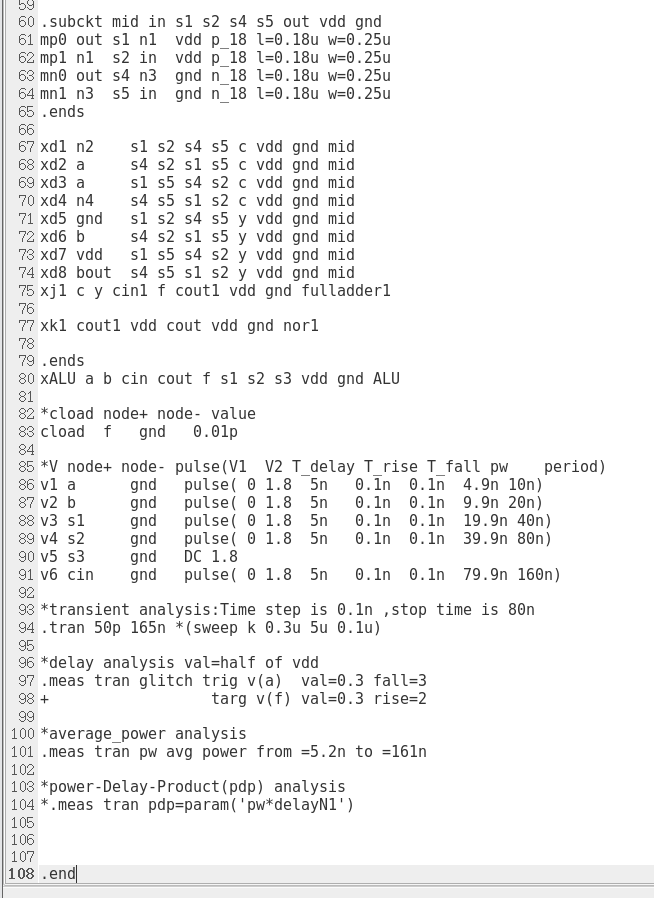 59
60 .subckt mid in s1 s2 s4 s5 out vdd gnd
61 mp0 out s1 n1  vdd p_18 l=0.18u w=0.25u
62 mp1 n1  s2 in  vdd p_18 l=0.18u w=0.25u
63 mn0 out s4 n3  gnd n_18 l=0.18u w=0.25u
64 mn1 n3  s5 in  gnd n_18 l=0.18u w=0.25u
65 .ends
66
67 xd1 n2    s1 s2 s4 s5 c vdd gnd mid
68 xd2 a     s4 s2 s1 s5 c vdd gnd mid
69 xd3 a     s1 s5 s4 s2 c vdd gnd mid
70 xd4 n4    s4 s5 s1 s2 c vdd gnd mid
71 xd5 gnd   s1 s2 s4 s5 y vdd gnd mid
72 xd6 b     s4 s2 s1 s5 y vdd gnd mid
73 xd7 vdd   s1 s5 s4 s2 y vdd gnd mid
74 xd8 bout  s4 s5 s1 s2 y vdd gnd mid
75 xj1 c y cin1 f cout1 vdd gnd fulladder1
76
77 xk1 cout1 vdd cout vdd gnd nor1
78
79 .ends
80 xALU a b cin cout f s1 s2 s3 vdd gnd ALU
81
82 *cload node+ node- value
83 cload  f   gnd   0.01p
84
85 *V node+ node- pulse(V1  V2 T_delay T_rise T_fall pw    period)
86 v1 a      gnd   pulse( 0 1.8  5n   0.1n  0.1n  4.9n 10n)
87 v2 b      gnd   pulse( 0 1.8  5n   0.1n  0.1n  9.9n 20n)
88 v3 s1     gnd   pulse( 0 1.8  5n   0.1n  0.1n  19.9n 40n)
89 v4 s2     gnd   pulse( 0 1.8  5n   0.1n  0.1n  39.9n 80n)
90 v5 s3     gnd   DC 1.8
91 v6 cin    gnd   pulse( 0 1.8  5n   0.1n  0.1n  79.9n 160n)
92
93 *transient analysis:Time step is 0.1n ,stop time is 80n
94 .tran 50p 165n *(sweep k 0.3u 5u 0.1u)
95
96 *delay analysis val=half of vdd
97 .meas tran glitch trig v(a)  val=0.3 fall=3
98 +                  targ v(f) val=0.3 rise=2
99
100 *average_power analysis
101 .meas tran pw avg power from =5.2n to =161n
102
103 *power-Delay-Product(pdp) analysis
104 *.meas tran pdp=param('pw*delayN1')
105
106
107
108 .end